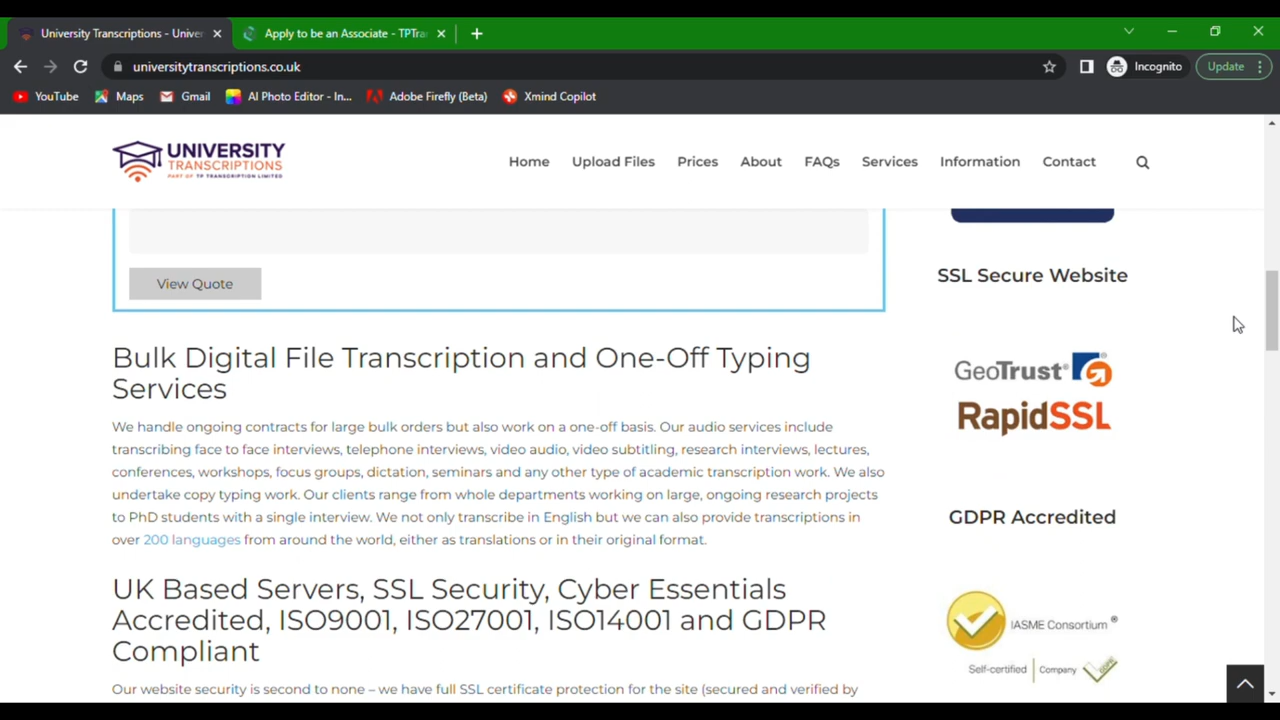 University Transcriptions - Univer
Apply to be an Associate - TPTra
universitytranscriptions.co.uk
Incognito
Update
YouTube
Maps
Gmail
AI Photo Editor - In...
Adobe Firefly (Beta)
Xmind Copilot
UNIVERSITY
TRANSCRIPTIONS
PART OF TP TRANSCRIPTION LIMITED
Home
Upload Files
Prices
About
FAQs
Services
Information
Contact
View Quote
Bulk Digital File Transcription and One-Off Typing
Services
We handle ongoing contracts for large bulk orders but also work on a one-off basis. Our audio services include
transcribing face to face interviews, telephone interviews, video audio, video subtitling, research interviews, lectures,
conferences, workshops, focus groups, dictation, seminars and any other type of academic transcription work. We also
undertake copy typing work. Our clients range from whole departments working on large, ongoing research projects
to PhD students with a single interview. We not only transcribe in English but we can also provide transcriptions in
over 200 languages from around the world, either as translations or in their original format.
UK Based Servers, SSL Security, Cyber Essentials
Accredited, ISO9001, ISO27001, ISO14001 and GDPR
Compliant
Our website security is second to none – we have full SSL certificate protection for the site (secured and verified by
SSL Secure Website
GeoTrust®
RapidSSL
GDPR Accredited
IASME Consortium ®
Self-certified
Company
GDPR